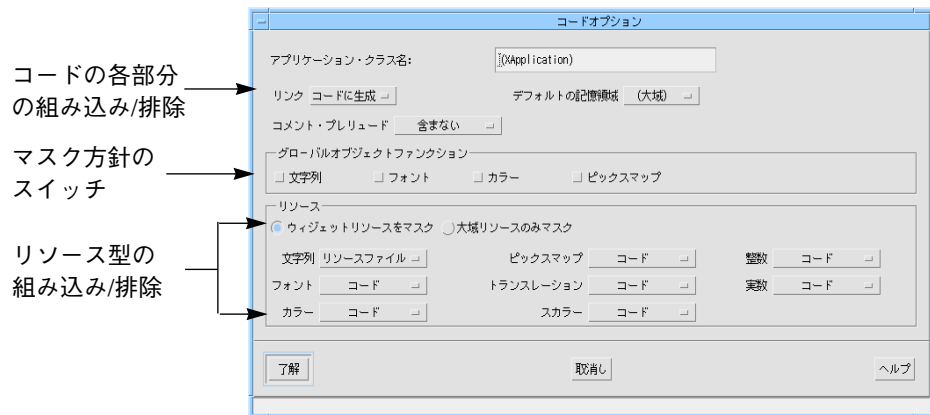 コードオプション
コードの各部分
の組み込み/排除
マスク方針の
スイッチ
リソース型の
組み込み/排除
アプリケーション・クラス名: (XApplication)
リンク コードに生成 デフォルトの記憶領域 (大域)
コメント・プレリュード 含まない
グローバルオブジェクトファンクション
文字列 フォント カラー ピックスマップ
リソース
ウィジェットリソースをマスク 大域リソースのみマスク
文字列 リソースファイル ピックスマップ コード 整数 コード
フォント コード トランスレーション コード 実数 コード
カラー コード スカラー コード
了解 取消し ヘルプ